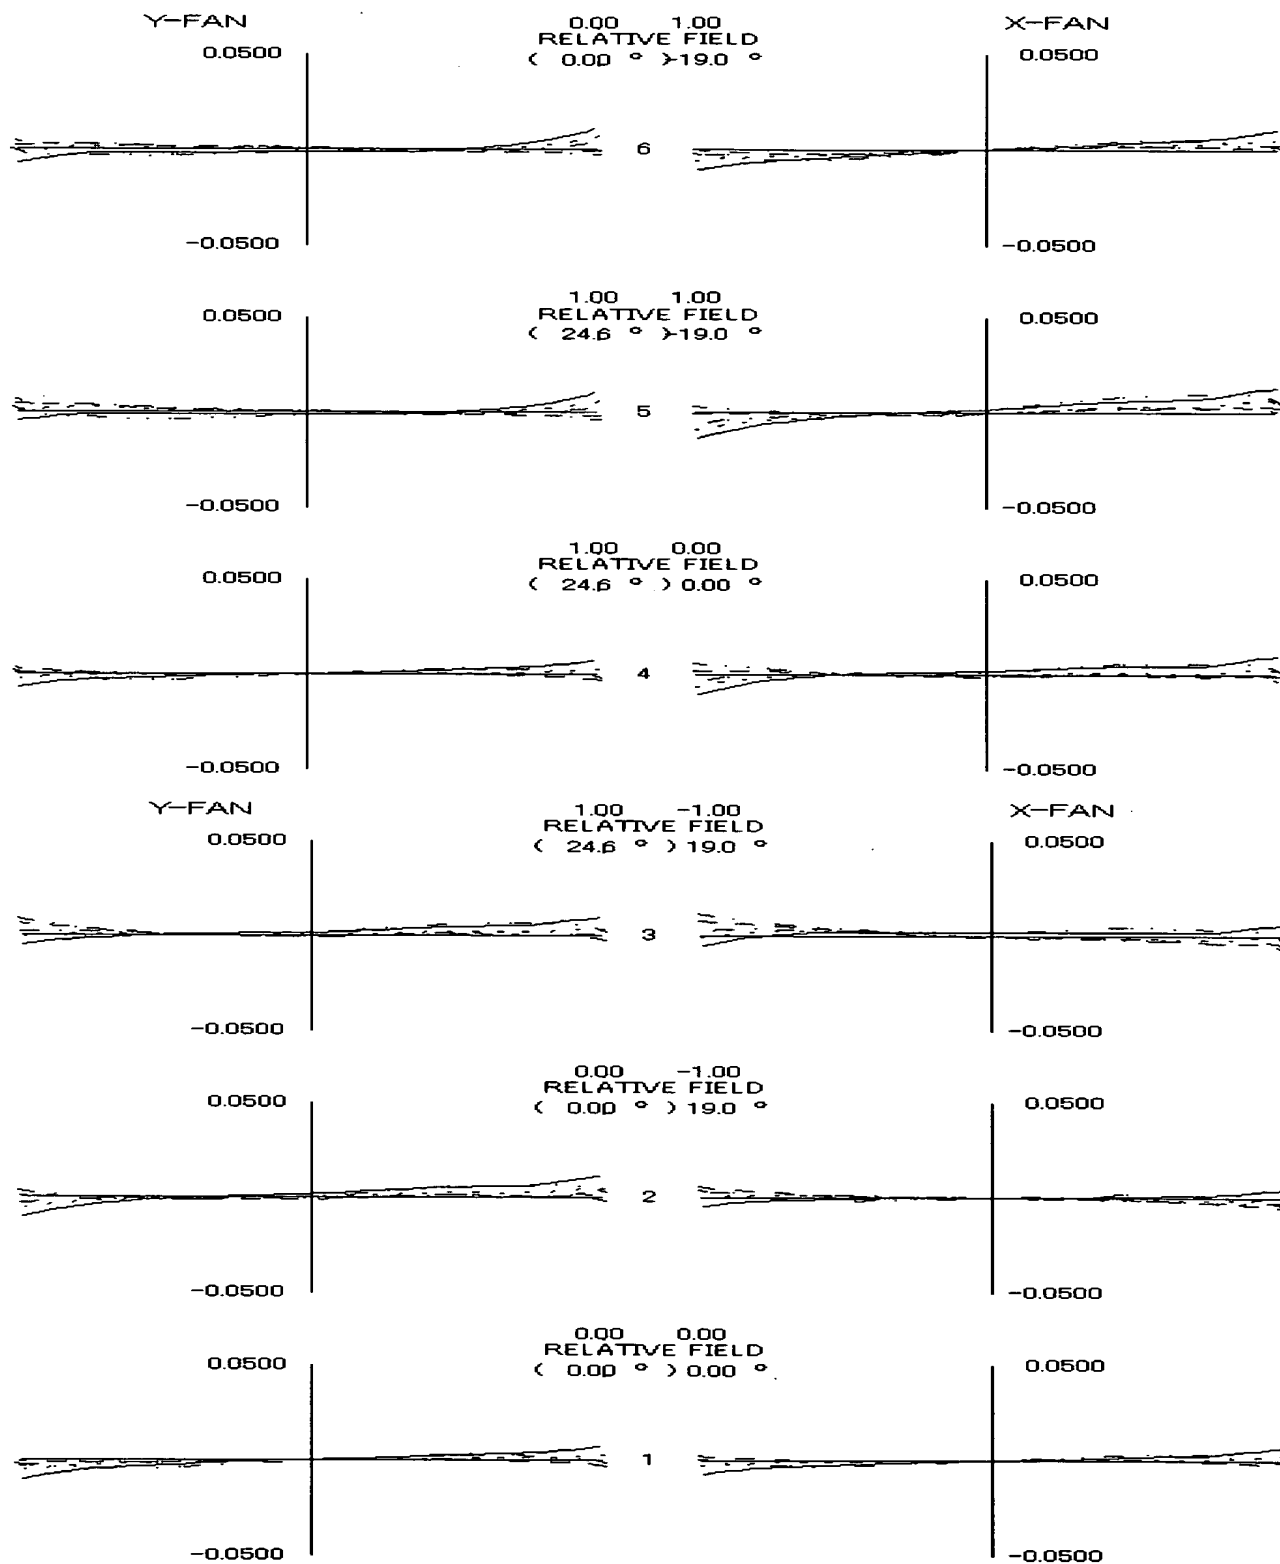 Y-FAN 0.00 1.00 X-FAN
RELATIVE FIELD
0.0500 ( 0.00 ° )-19.0 ° 0.0500
6
-0.0500 -0.0500
1.00 1.00
0.0500 RELATIVE FIELD 0.0500
( 24.6 ° )-19.0 °
5
-0.0500 -0.0500
1.00 0.00
RELATIVE FIELD
0.0500 ( 24.6 ° ) 0.00 ° 0.0500
4
-0.0500 -0.0500
Y-FAN 1.00 -1.00 X-FAN
RELATIVE FIELD
0.0500 ( 24.6 ° ) 19.0 ° 0.0500
3
-0.0500 -0.0500
0.00 -1.00
RELATIVE FIELD
0.0500 ( 0.00 ° ) 19.0 ° 0.0500
2
-0.0500 -0.0500
0.00 0.00
RELATIVE FIELD
0.0500 ( 0.00 ° ) 0.00 ° 0.0500
1
-0.0500 -0.0500